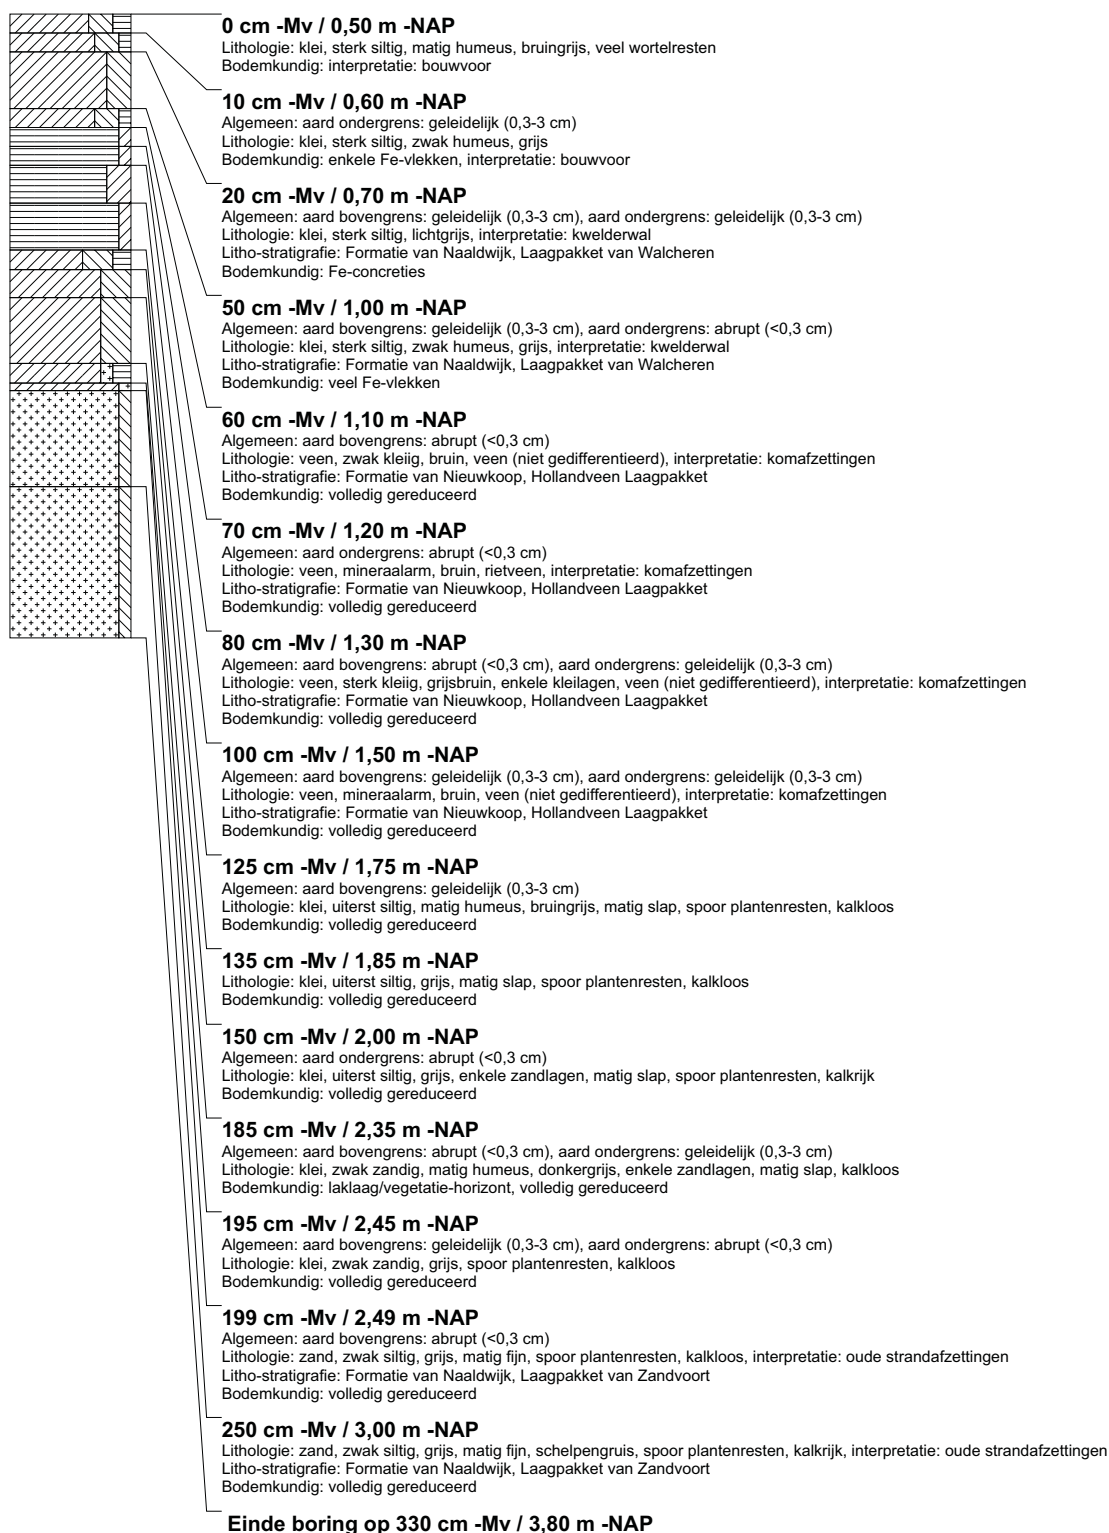 0 cm -Mv / 0,50 m -NAP
Lithologie: klei, sterk siltig, matig humeus, bruingrijs, veel wortelresten
Bodemkundig: interpretatie: bouwvoor
10 cm -Mv / 0,60 m -NAP
Algemeen: aard ondergrens: geleidelijk (0,3-3 cm)
Lithologie: klei, sterk siltig, zwak humeus, grijs
Bodemkundig: enkele Fe-vlekken, interpretatie: bouwvoor
20 cm -Mv / 0,70 m -NAP
Algemeen: aard bovengrens: geleidelijk (0,3-3 cm), aard ondergrens: geleidelijk (0,3-3 cm)
Lithologie: klei, sterk siltig, lichtgrijs, interpretatie: kwelderwal
Litho-stratigrafie: Formatie van Naaldwijk, Laagpakket van Walcheren
Bodemkundig: Fe-concreties
50 cm -Mv / 1,00 m -NAP
Algemeen: aard bovengrens: geleidelijk (0,3-3 cm), aard ondergrens: abrupt (<0,3 cm)
Lithologie: klei, sterk siltig, zwak humeus, grijs, interpretatie: kwelderwal
Litho-stratigrafie: Formatie van Naaldwijk, Laagpakket van Walcheren
Bodemkundig: veel Fe-vlekken
60 cm -Mv / 1,10 m -NAP
Algemeen: aard bovengrens: abrupt (<0,3 cm)
Lithologie: veen, zwak kleiig, bruin, veen (niet gedifferentieerd), interpretatie: komafzettingen
Litho-stratigrafie: Formatie van Nieuwkoop, Hollandveen Laagpakket
Bodemkundig: volledig gereduceerd
70 cm -Mv / 1,20 m -NAP
Algemeen: aard ondergrens: abrupt (<0,3 cm)
Lithologie: veen, mineraalarm, bruin, rietveen, interpretatie: komafzettingen
Litho-stratigrafie: Formatie van Nieuwkoop, Hollandveen Laagpakket
Bodemkundig: volledig gereduceerd
80 cm -Mv / 1,30 m -NAP
Algemeen: aard bovengrens: abrupt (<0,3 cm), aard ondergrens: geleidelijk (0,3-3 cm)
Lithologie: veen, sterk kleiig, grijsbruin, enkele kleilagen, veen (niet gedifferentieerd), interpretatie: komafzettingen
Litho-stratigrafie: Formatie van Nieuwkoop, Hollandveen Laagpakket
Bodemkundig: volledig gereduceerd
100 cm -Mv / 1,50 m -NAP
Algemeen: aard bovengrens: geleidelijk (0,3-3 cm), aard ondergrens: geleidelijk (0,3-3 cm)
Lithologie: veen, mineraalarm, bruin, veen (niet gedifferentieerd), interpretatie: komafzettingen
Litho-stratigrafie: Formatie van Nieuwkoop, Hollandveen Laagpakket
Bodemkundig: volledig gereduceerd
125 cm -Mv / 1,75 m -NAP
Algemeen: aard bovengrens: geleidelijk (0,3-3 cm)
Lithologie: klei, uiterst siltig, matig humeus, bruingrijs, matig slap, spoor plantenresten, kalkloos
Bodemkundig: volledig gereduceerd
135 cm -Mv / 1,85 m -NAP
Lithologie: klei, uiterst siltig, grijs, matig slap, spoor plantenresten, kalkloos
Bodemkundig: volledig gereduceerd
150 cm -Mv / 2,00 m -NAP
Algemeen: aard ondergrens: abrupt (<0,3 cm)
Lithologie: klei, uiterst siltig, grijs, enkele zandlagen, matig slap, spoor plantenresten, kalkrijk
Bodemkundig: volledig gereduceerd
185 cm -Mv / 2,35 m -NAP
Algemeen: aard bovengrens: abrupt (<0,3 cm), aard ondergrens: geleidelijk (0,3-3 cm)
Lithologie: klei, zwak zandig, matig humeus, donkergrijs, enkele zandlagen, matig slap, kalkloos
Bodemkundig: laklaag/vegetatie-horizont, volledig gereduceerd
195 cm -Mv / 2,45 m -NAP
Algemeen: aard bovengrens: geleidelijk (0,3-3 cm), aard ondergrens: abrupt (<0,3 cm)
Lithologie: klei, zwak zandig, grijs, spoor plantenresten, kalkloos
Bodemkundig: volledig gereduceerd
199 cm -Mv / 2,49 m -NAP
Algemeen: aard bovengrens: abrupt (<0,3 cm)
Lithologie: zand, zwak siltig, grijs, matig fijn, spoor plantenresten, kalkloos, interpretatie: oude strandafzettingen
Litho-stratigrafie: Formatie van Naaldwijk, Laagpakket van Zandvoort
Bodemkundig: volledig gereduceerd
250 cm -Mv / 3,00 m -NAP
Lithologie: zand, zwak siltig, grijs, matig fijn, schelpengruis, spoor plantenresten, kalkrijk, interpretatie: oude strandafzettingen
Litho-stratigrafie: Formatie van Naaldwijk, Laagpakket van Zandvoort
Bodemkundig: volledig gereduceerd
Einde boring op 330 cm -Mv / 3,80 m -NAP